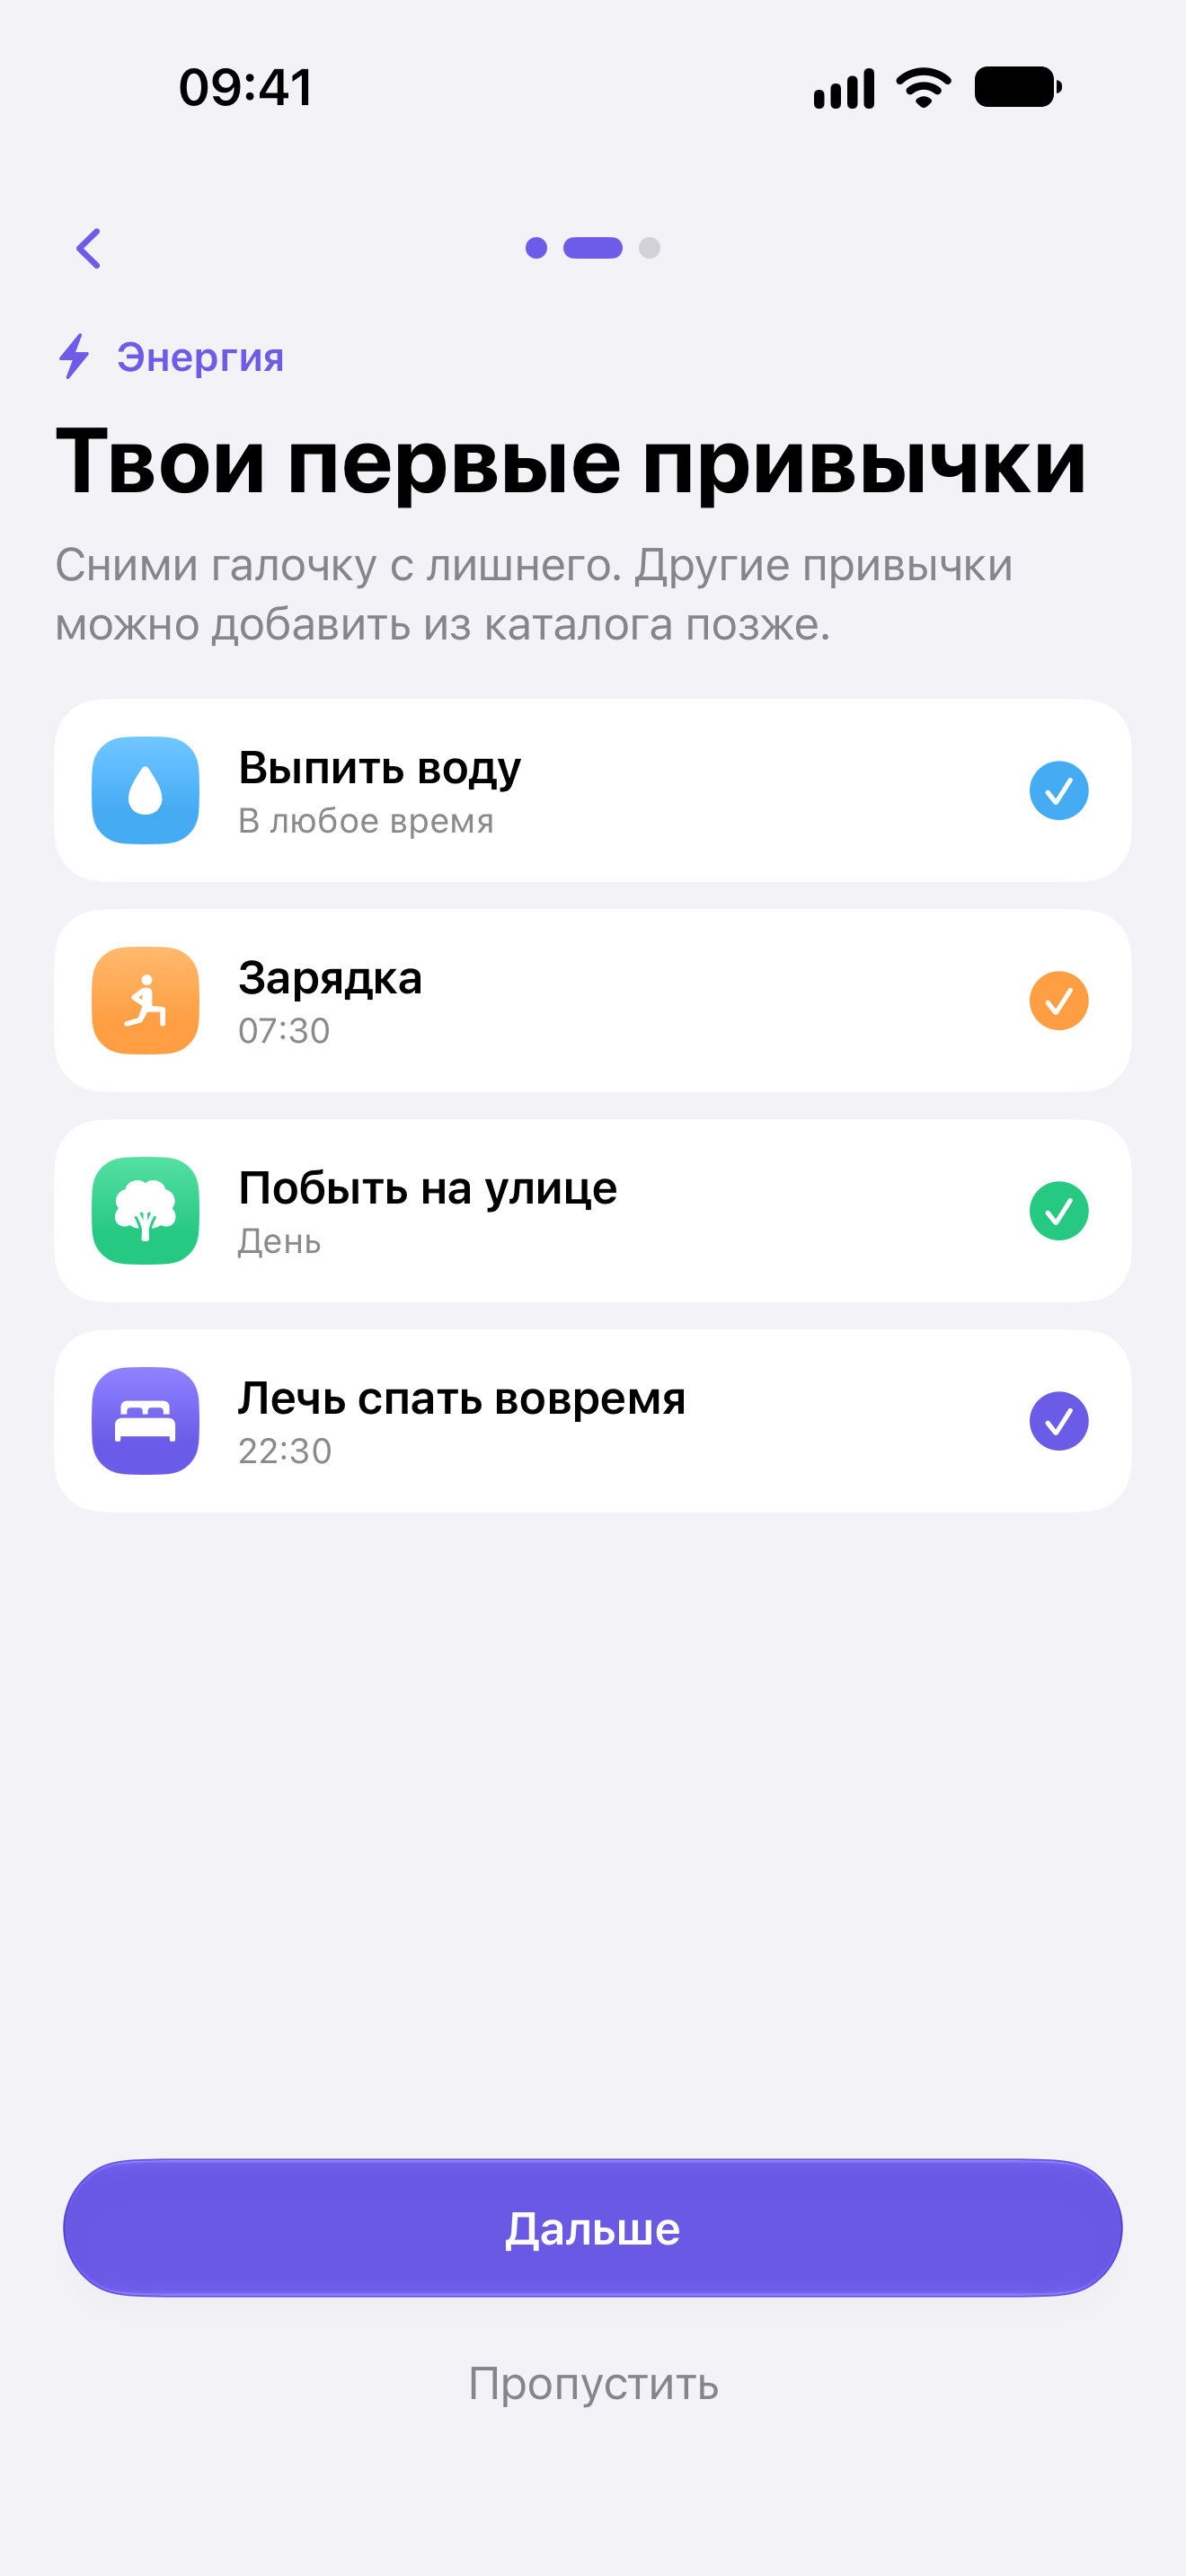 09:41
Энергия
Твои первые привычки
Сними галочку с лишнего. Другие привычки
можно добавить из каталога позже.
Выпить воду
В любое время
Зарядка
07:30
Побыть на улице
День
Лечь спать вовремя
22:30
Дальше
Пропустить